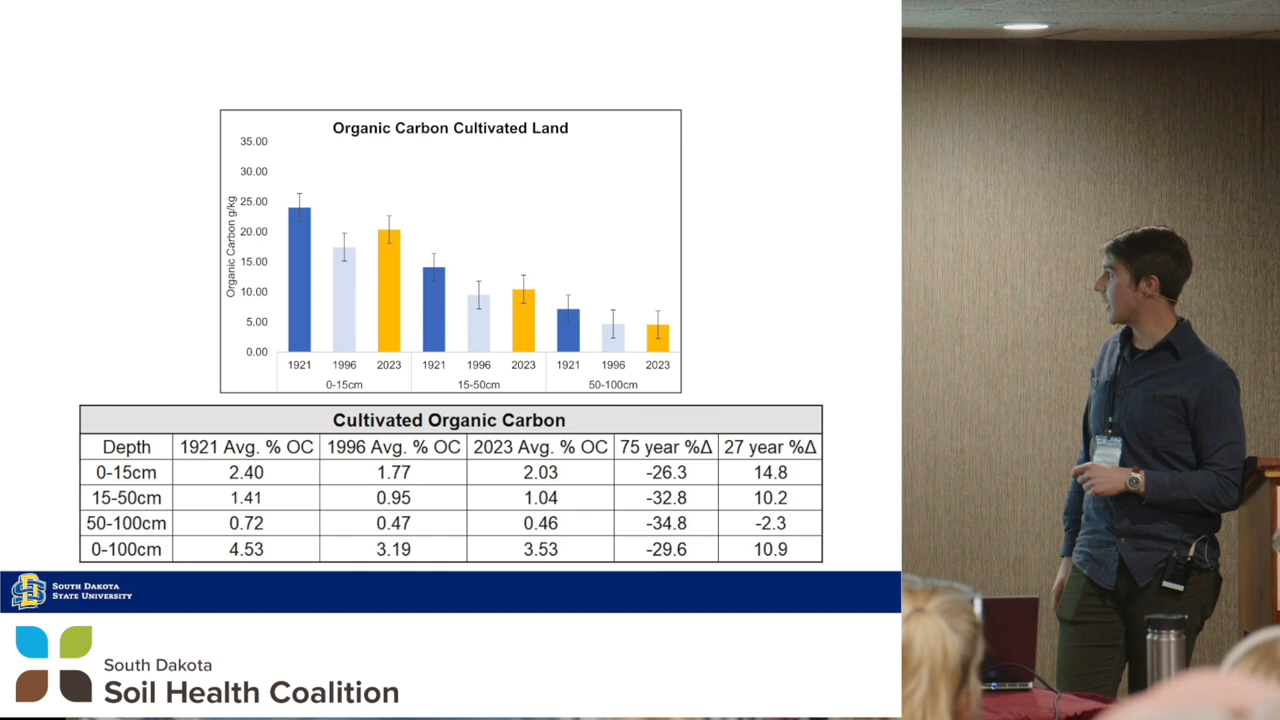 Organic Carbon Cultivated Land
Organic Carbon g/kg
35.00
30.00
25.00
20.00
15.00
10.00
5.00
0.00
1921 1996 2023 1921 1996 2023 1921 1996 2023
0-15cm 15-50cm 50-100cm
Cultivated Organic Carbon
Depth 1921 Avg. % OC 1996 Avg. % OC 2023 Avg. % OC 75 year %Δ 27 year %Δ
0-15cm 2.40 1.77 2.03 -26.3 14.8
15-50cm 1.41 0.95 1.04 -32.8 10.2
50-100cm 0.72 0.47 0.46 -34.8 -2.3
0-100cm 4.53 3.19 3.53 -29.6 10.9
South Dakota
State University
South Dakota
Soil Health Coalition